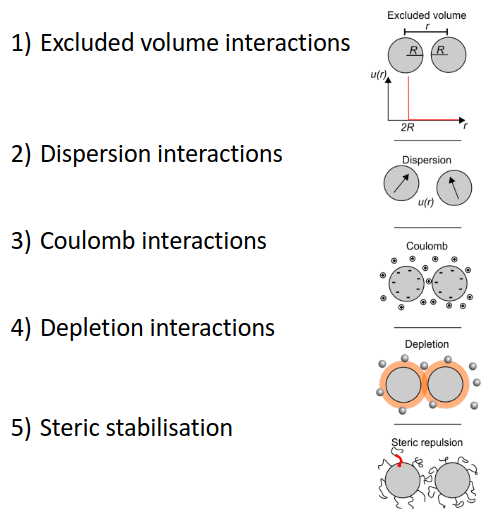 1) Excluded volume interactions
Excluded volume
r
R
R
u(r)
2R
r
2) Dispersion interactions
Dispersion
u(r)
3) Coulomb interactions
Coulomb
4) Depletion interactions
Depletion
5) Steric stabilisation
Steric repulsion